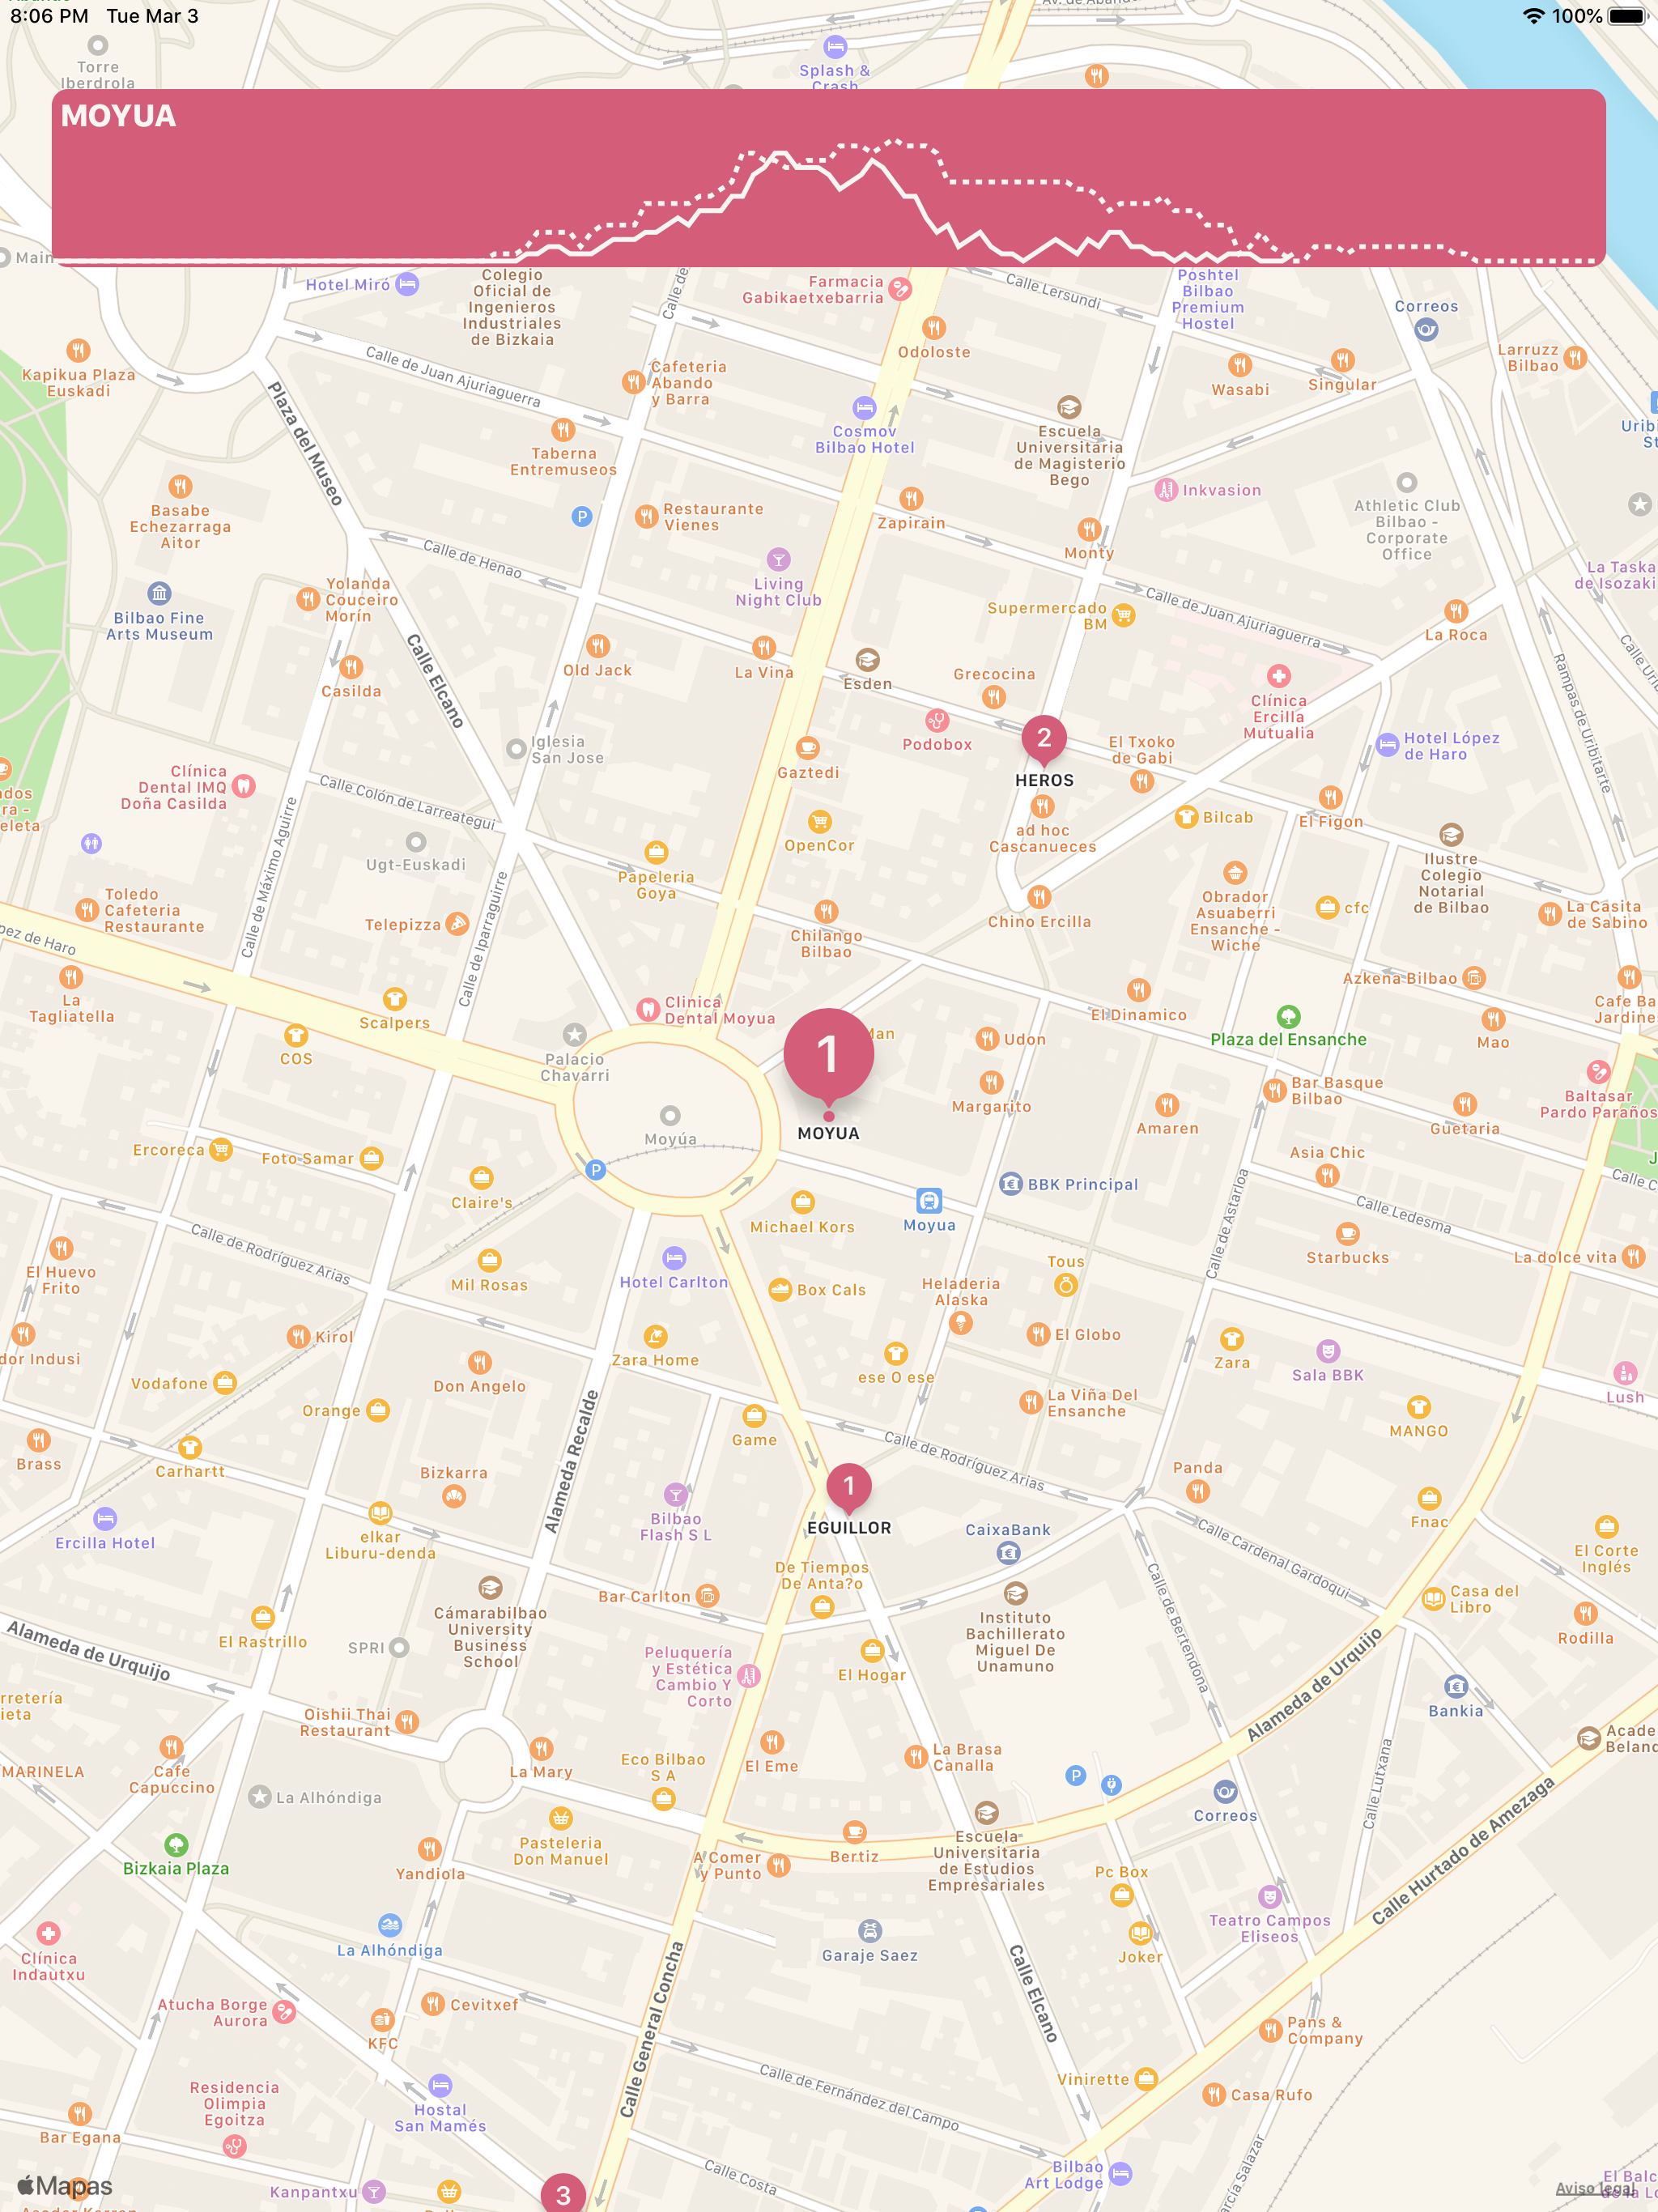 8:06 PM Tue Mar 3
100%
Torre
Iberdrola
Splash &
Crash
MOYUA
Main
Hotel Miró
Colegio
Oficial de
Ingenieros
Industriales
de Bizkaia
Calle de
Farmacia
Gabikaetxebarria
Calle Lersundi
Poshtel
Bilbao
Premium
Hostel
Correos
Odoloste
Kapikua Plaza
Euskadi
Calle de Juan Ajuriaguerra
Cafeteria
Abando
y Barra
Wasabi
Singular
Larruzz
Bilbao
Plaza del Museo
Taberna
Entremuseos
Cosmov
Bilbao Hotel
Escuela
Universitaria
de Magisterio
Bego
Inkvasion
Athletic Club
Bilbao -
Corporate
Office
Basabe
Echezarraga
Aitor
P
Restaurante
Vienes
Zapirain
Monty
La Taska
de Isozaki
Calle de Henao
Living
Night Club
Bilbao Fine
Arts Museum
Yolanda
Couceiro
Morín
Supermercado
BM
Calle de Juan Ajuriaguerra
La Roca
Calle Elcano
Casilda
Old Jack
La Viña
Esden
Grecocina
Clínica
Ercilla
Mutualia
Rampas de Uribitarte
Iglesia
San Jose
Podobox
2
HEROS
El Txoko
de Gabi
Hotel López
de Haro
Clínica
Dental IMQ
Doña Casilda
Calle Colón de Larreategui
Gaztedi
Calle de Máximo Aguirre
Ugt-Euskadi
OpenCor
ad hoc
Cascanueces
Bilcab
El Figon
Papeleria
Goya
Ilustre
Colegio
Notarial
de Bilbao
Toledo
Cafeteria
Restaurante
Telepizza
Calle de Iparraguirre
Chilango
Bilbao
Chino Ercilla
Obrador
Asuaberri
Ensanche -
Wiche
cfc
La Casita
de Sabino
pez de Haro
La
Tagliatella
Scalpers
COS
Clinica
Dental Moyua
Palacio
Chavarri
El Dinamico
Azkena Bilbao
Cafe Ba
Jardine
Plaza del Ensanche
Mao
Man
Udon
1
MOYUA
Moyúa
Margarito
Amaren
Bar Basque
Bilbao
Guetaria
Baltasar
Pardo Paraños
Ercoreca
Foto Samar
P
Claire's
Michael Kors
Moyua
BBK Principal
Asia Chic
Calle Ledesma
Calle C
Calle de Rodríguez Arias
El Huevo
Frito
Mil Rosas
Hotel Carlton
Box Cals
Heladeria
Alaska
Tous
Calle de Astarloa
Starbucks
La dolce vita
dor Indusi
Kirol
Zara Home
ese O ese
El Globo
Zara
Sala BBK
Lush
Vodafone
Don Angelo
Orange
Alameda Recalde
Game
La Viña Del
Ensanche
MANGO
Brass
Carhartt
Bizkarra
Calle de Rodríguez Arias
Panda
1
EGUILLOR
Ercilla Hotel
elkar
Liburu-denda
Bilbao
Flash S L
CaixaBank
Calle Cardenal Gardoqui
Fnac
El Corte
Inglés
De Tiempos
De Anta?o
Bar Carlton
Cámarabilbao
University
Business
School
Instituto
Bachillerato
Miguel De
Unamuno
Calle de Bertendona
Casa del
Libro
Rodilla
Alameda de Urquijo
El Rastrillo
SPRI
Peluquería
y Estética
Cambio Y
Corto
El Hogar
Alameda de Urquijo
Bankia
rretería
ieta
Oishii Thai
Restaurant
MARINELA
Cafe
Capuccino
La Mary
Eco Bilbao
S A
El Eme
La Brasa
Canalla
P
Correos
Calle Lutxana
Acade
Beland
La Alhóndiga
Bizkaia Plaza
Yandiola
Pasteleria
Don Manuel
A Comer
y Punto
Bertiz
Escuela
Universitaria
de Estudios
Empresariales
Pc Box
Calle Hurtado de Amezaga
Teatro Campos
Eliseos
Clínica
Indautxu
La Alhóndiga
Calle General Concha
Garaje Saez
Calle Elcano
Joker
Atucha Borge
Aurora
KFC
Cevitxef
Pans &
Company
Calle de Fernández del Campo
Vinirette
Casa Rufo
Residencia
Olimpia
Egoitza
Bar Egana
Hostal
San Mamés
Calle Costa
Bilbao
Art Lodge
Mapas
Kanpantxu
3
Aviso legal